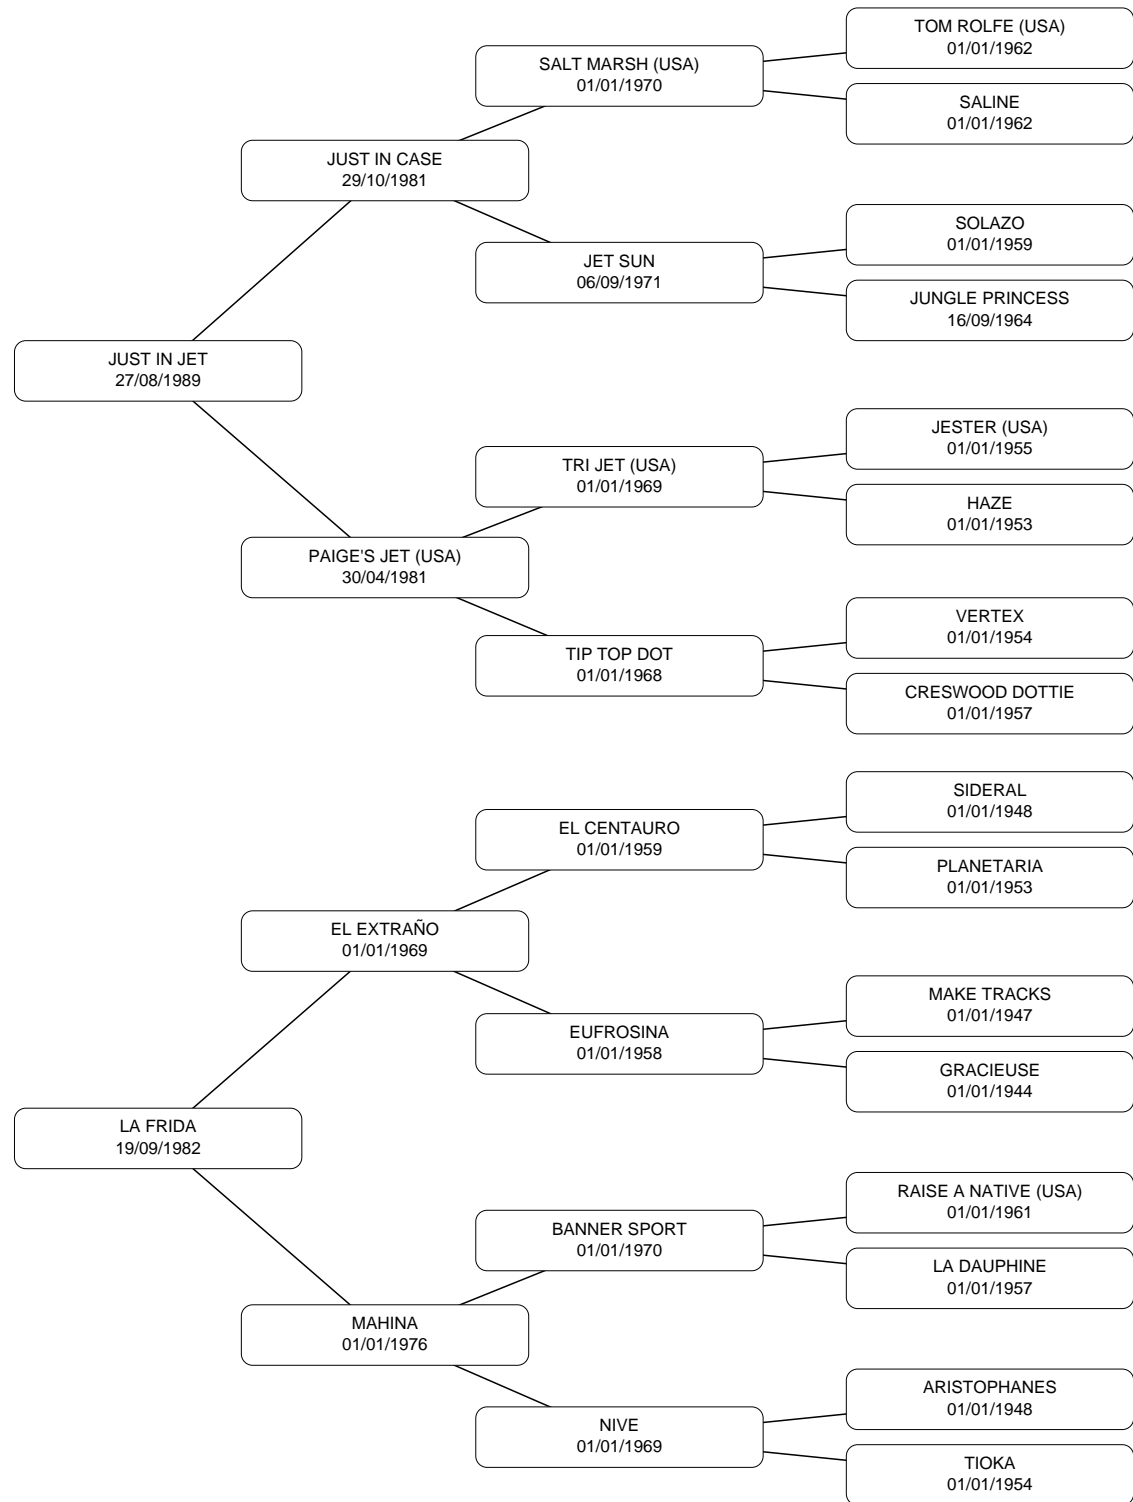 TOM ROLFE (USA)
01/01/1962
SALT MARSH (USA)
01/01/1970
SALINE
01/01/1962
JUST IN CASE
29/10/1981
SOLAZO
01/01/1959
JET SUN
06/09/1971
JUNGLE PRINCESS
16/09/1964
JUST IN JET
27/08/1989
JESTER (USA)
01/01/1955
TRI JET (USA)
01/01/1969
HAZE
01/01/1953
PAIGE'S JET (USA)
30/04/1981
VERTEX
01/01/1954
TIP TOP DOT
01/01/1968
CRESWOOD DOTTIE
01/01/1957
SIDERAL
01/01/1948
EL CENTAURO
01/01/1959
PLANETARIA
01/01/1953
EL EXTRAÑO
01/01/1969
MAKE TRACKS
01/01/1947
EUFROSINA
01/01/1958
GRACIEUSE
01/01/1944
LA FRIDA
19/09/1982
RAISE A NATIVE (USA)
01/01/1961
BANNER SPORT
01/01/1970
LA DAUPHINE
01/01/1957
MAHINA
01/01/1976
ARISTOPHANES
01/01/1948
NIVE
01/01/1969
TIOKA
01/01/1954